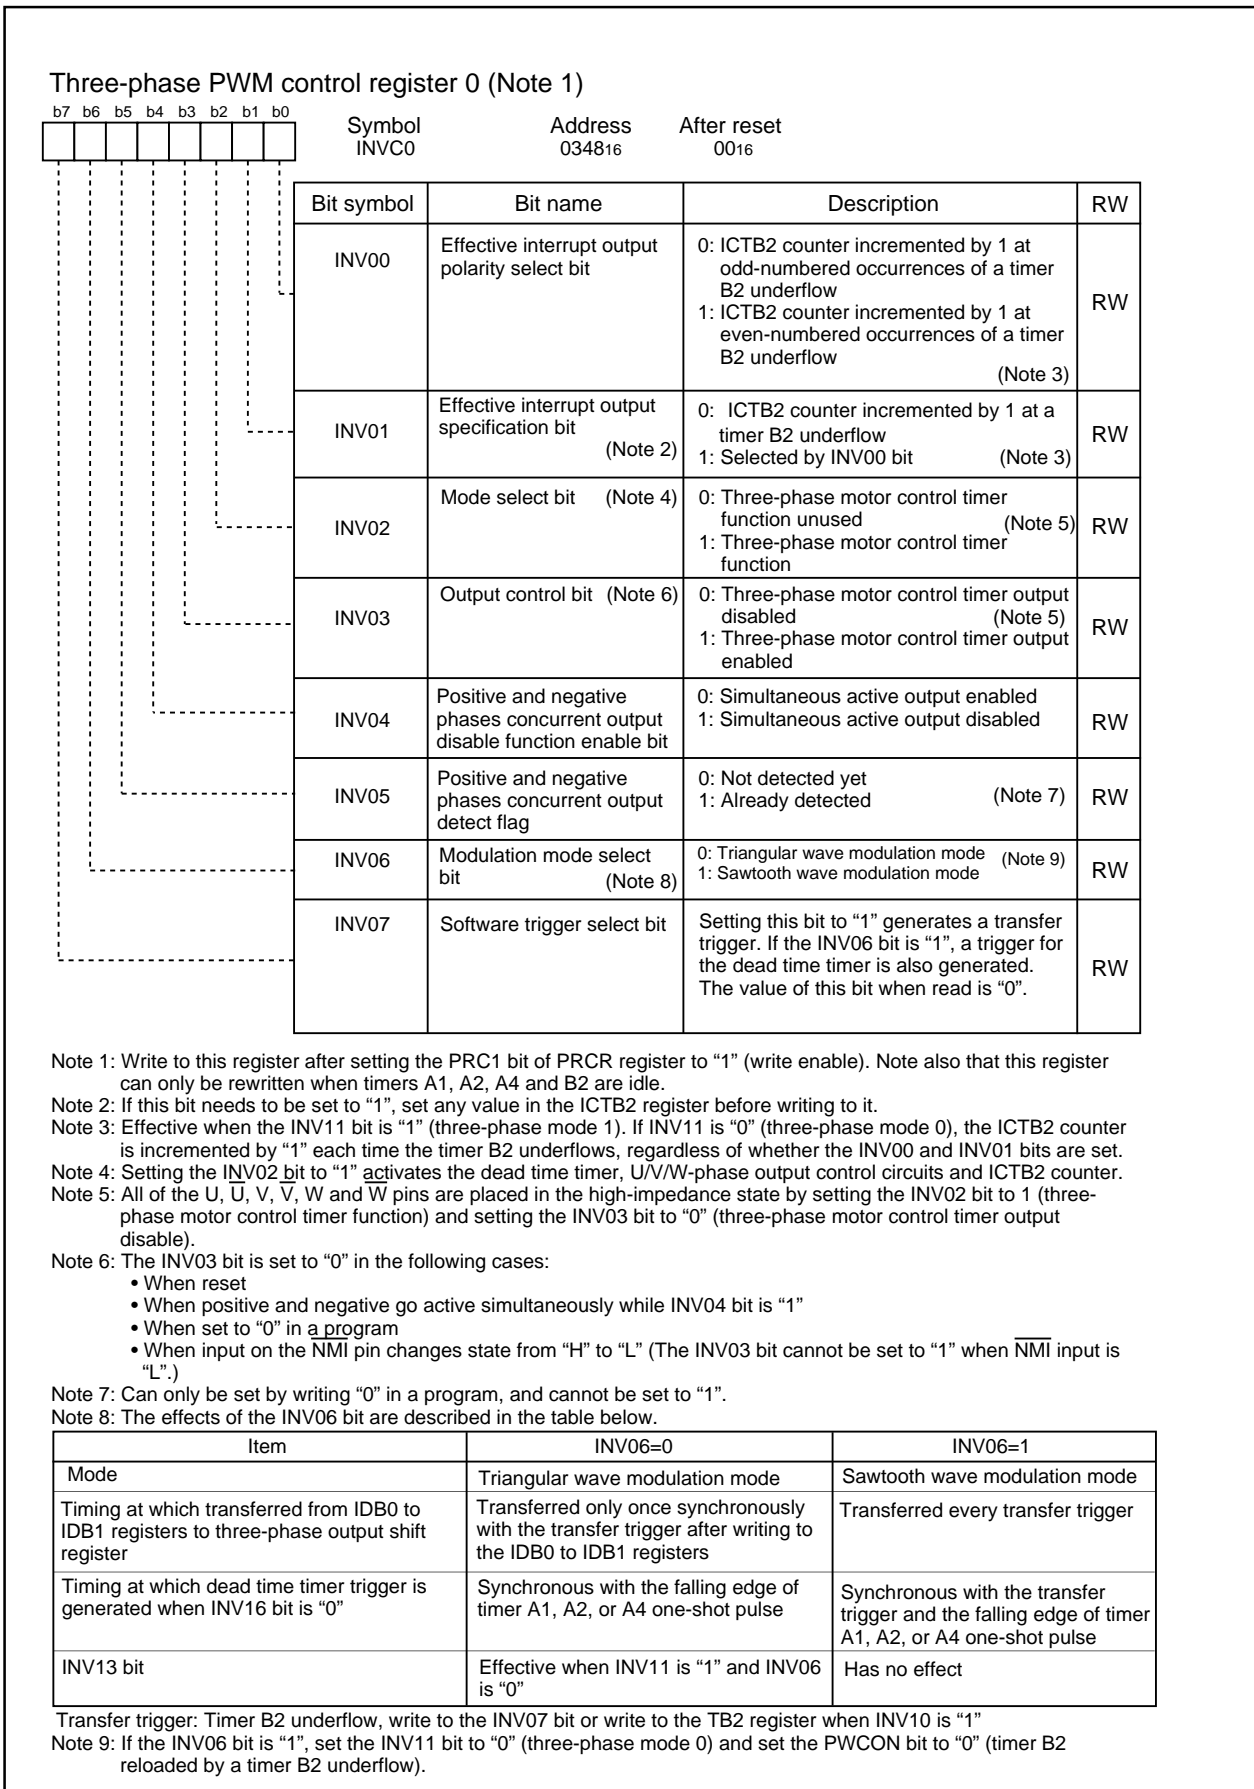 Three-phase PWM control register 0 (Note 1)
b7 b6 b5 b4 b3 b2 b1 b0
Symbol Address After reset
INVC0 034816 0016
Bit symbol Bit name Description RW
INV00
Effective interrupt output
polarity select bit
0: ICTB2 counter incremented by 1 at
odd-numbered occurrences of a timer
B2 underflow
1: ICTB2 counter incremented by 1 at
even-numbered occurrences of a timer
B2 underflow
(Note 3)
RW
INV01
Effective interrupt output
specification bit
(Note 2)
0: ICTB2 counter incremented by 1 at a
timer B2 underflow
1: Selected by INV00 bit (Note 3)
RW
INV02
Mode select bit (Note 4)
0: Three-phase motor control timer
function unused (Note 5)
1: Three-phase motor control timer
function
RW
INV03
Output control bit (Note 6)
0: Three-phase motor control timer output
disabled (Note 5)
1: Three-phase motor control timer output
enabled
RW
INV04
Positive and negative
phases concurrent output
disable function enable bit
0: Simultaneous active output enabled
1: Simultaneous active output disabled
RW
INV05
Positive and negative
phases concurrent output
detect flag
0: Not detected yet
1: Already detected (Note 7)
RW
INV06
Modulation mode select
bit (Note 8)
0: Triangular wave modulation mode (Note 9)
1: Sawtooth wave modulation mode
RW
INV07
Software trigger select bit
Setting this bit to “1” generates a transfer
trigger. If the INV06 bit is “1”, a trigger for
the dead time timer is also generated.
The value of this bit when read is “0”.
RW
Note 1: Write to this register after setting the PRC1 bit of PRCR register to “1” (write enable). Note also that this register
can only be rewritten when timers A1, A2, A4 and B2 are idle.
Note 2: If this bit needs to be set to “1”, set any value in the ICTB2 register before writing to it.
Note 3: Effective when the INV11 bit is “1” (three-phase mode 1). If INV11 is “0” (three-phase mode 0), the ICTB2 counter
is incremented by “1” each time the timer B2 underflows, regardless of whether the INV00 and INV01 bits are set.
Note 4: Setting the INV02 bit to “1” activates the dead time timer, U/V/W-phase output control circuits and ICTB2 counter.
Note 5: All of the U, U̅, V, V̅, W and W̅ pins are placed in the high-impedance state by setting the INV02 bit to 1 (three-
phase motor control timer function) and setting the INV03 bit to “0” (three-phase motor control timer output
disable).
Note 6: The INV03 bit is set to “0” in the following cases:
• When reset
• When positive and negative go active simultaneously while INV04 bit is “1”
• When set to “0” in a program
• When input on the N̅M̅I̅ pin changes state from “H” to “L” (The INV03 bit cannot be set to “1” when N̅M̅I̅ input is
“L”.)
Note 7: Can only be set by writing “0” in a program, and cannot be set to “1”.
Note 8: The effects of the INV06 bit are described in the table below.
Item INV06=0 INV06=1
Mode Triangular wave modulation mode Sawtooth wave modulation mode
Timing at which transferred from IDB0 to
IDB1 registers to three-phase output shift
register
Transferred only once synchronously
with the transfer trigger after writing to
the IDB0 to IDB1 registers
Transferred every transfer trigger
Timing at which dead time timer trigger is
generated when INV16 bit is “0”
Synchronous with the falling edge of
timer A1, A2, or A4 one-shot pulse
Synchronous with the transfer
trigger and the falling edge of timer
A1, A2, or A4 one-shot pulse
INV13 bit
Effective when INV11 is “1” and INV06
is “0”
Has no effect
Transfer trigger: Timer B2 underflow, write to the INV07 bit or write to the TB2 register when INV10 is “1”
Note 9: If the INV06 bit is “1”, set the INV11 bit to “0” (three-phase mode 0) and set the PWCON bit to “0” (timer B2
reloaded by a timer B2 underflow).